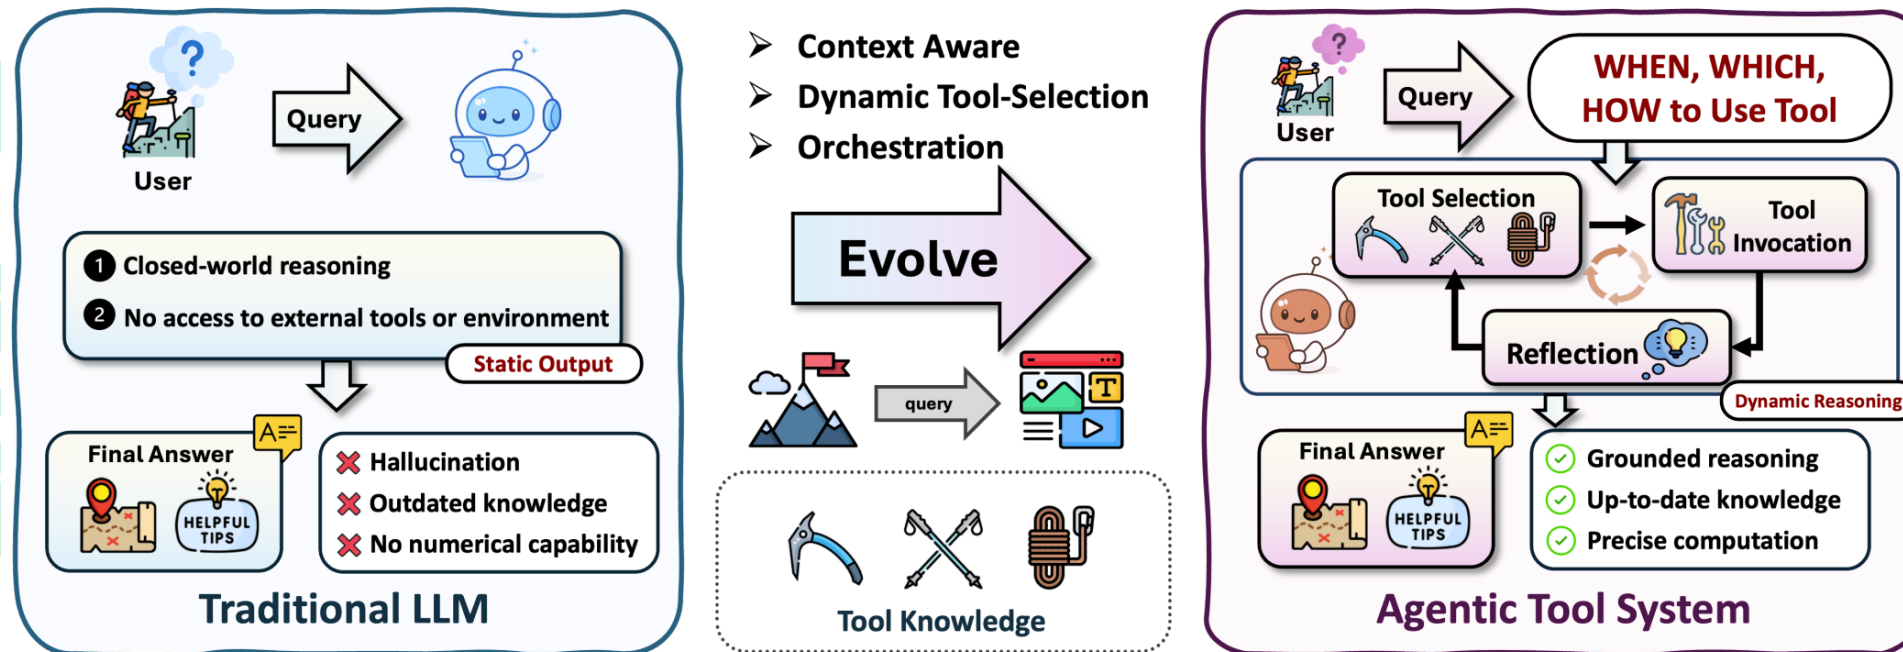 ?
Query
User
1 Closed-world reasoning
2 No access to external tools or environment
Static Output
Final Answer
A
HELPFUL
TIPS
Hallucination
Outdated knowledge
No numerical capability
Traditional LLM
Context Aware
Dynamic Tool-Selection
Orchestration
Evolve
query
T
Tool Knowledge
?
User
Query
WHEN, WHICH,
HOW to Use Tool
Tool Selection
Tool
Invocation
Reflection
Dynamic Reasoning
Final Answer
A
HELPFUL
TIPS
Grounded reasoning
Up-to-date knowledge
Precise computation
Agentic Tool System